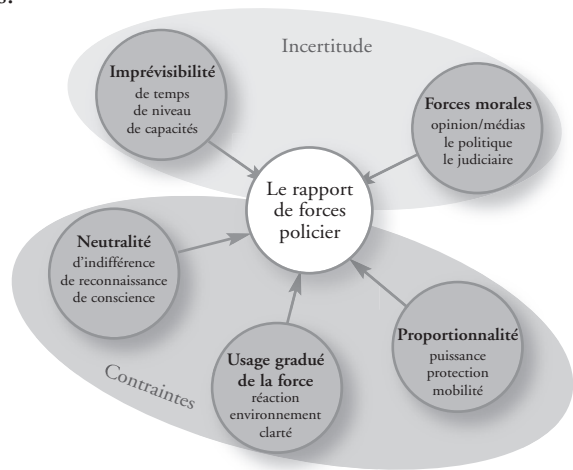 Incertitude
Imprévisibilité
de temps
de niveau
de capacités
Forces morales
opinion/médias
le politique
le judiciaire
Le rapport
de forces
policier
Neutralité
d'indifférence
de reconnaissance
de conscience
Usage gradué
de la force
réaction
environnement
clarté
Proportionnalité
puissance
protection
mobilité
Contraintes